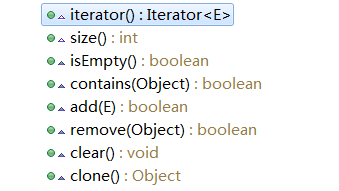 iterator() : Iterator<E>
size() : int
isEmpty() : boolean
contains(Object) : boolean
add(E) : boolean
remove(Object) : boolean
clear() : void
clone() : Object